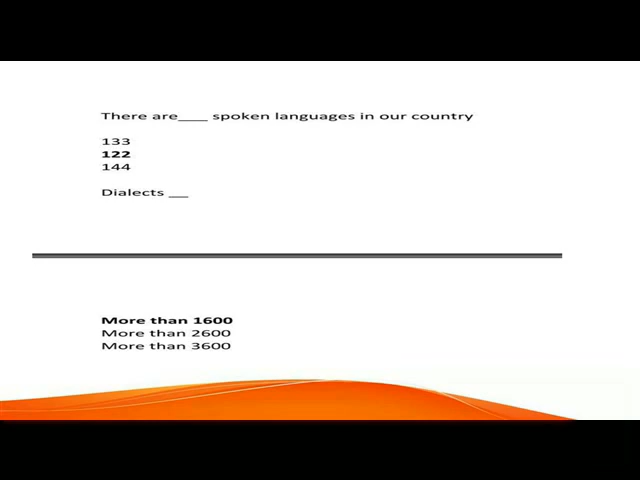 There are___ spoken languages in our country
133
122
144
Dialects __
More than 1600
More than 2600
More than 3600